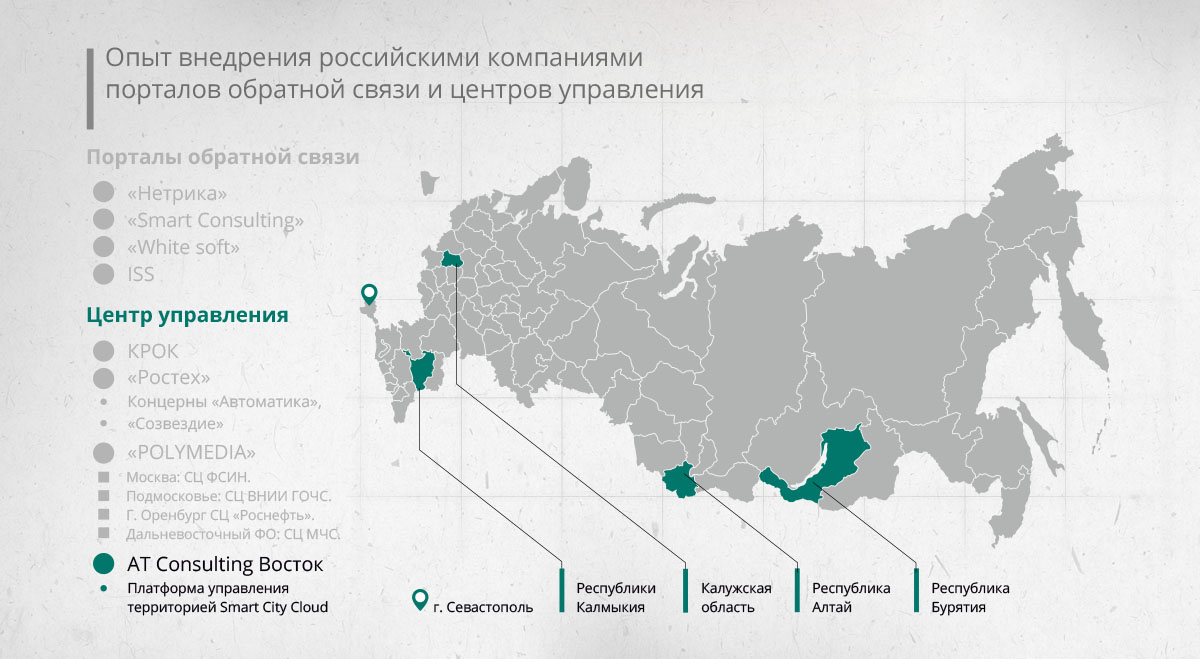 Опыт внедрения российскими компаниями
порталов обратной связи и центров управления
Порталы обратной связи
«Нетрика»
«Smart Consulting»
«White soft»
ISS
Центр управления
КРОК
«Ростех»
Концерны «Автоматика»,
«Созвездие»
«POLYMEDIA»
Москва: СЦ ФСИН.
Подмосковье: СЦ ВНИИ ГОЧС.
Г. Оренбург СЦ «Роснефть».
Дальневосточный ФО: СЦ МЧС.
AT Consulting Восток
Платформа управления
территорией Smart City Cloud
г. Севастополь
Республики
Калмыкия
Калужская
область
Республика
Алтай
Республика
Бурятия